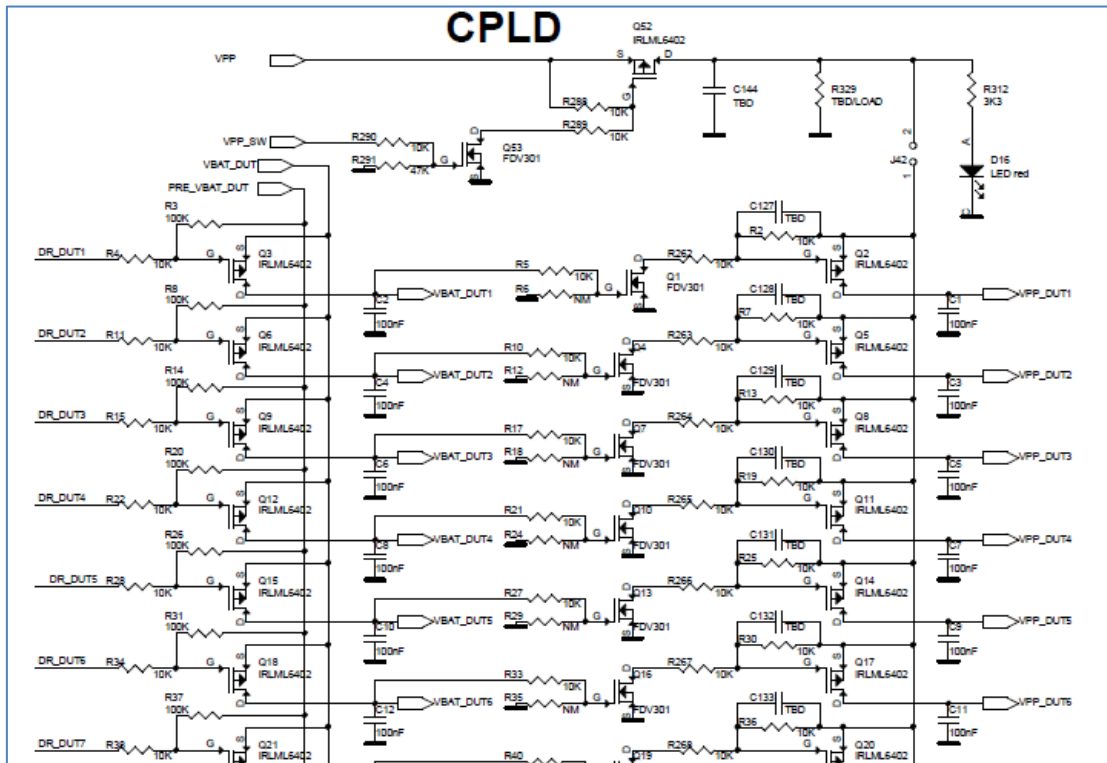 CPLD
Q52
IRLML6402
VPP
S
D
G
R288
10K
R289
10K
C144
TBD
R329
TBD/LOAD
R312
3K3
VPP_SW
R290
10K
R291
47K
G
D
S
Q53
FDV301
2
J42
1
A
D16
LED red
C
VBAT_DUT
PRE_VBAT_DUT
R3
100K
DR_DUT1
R4
10K
G
S
D
Q3
IRLML6402
C2
100nF
VBAT_DUT1
R5
10K
R6
NM
G
D
S
Q1
FDV301
R262
10K
C127
TBD
R2
10K
G
S
D
Q2
IRLML6402
C1
100nF
VPP_DUT1
R8
100K
DR_DUT2
R11
10K
G
S
D
Q6
IRLML6402
C4
100nF
VBAT_DUT2
R10
10K
R12
NM
G
D
S
Q4
FDV301
R263
10K
C128
TBD
R7
10K
G
S
D
Q5
IRLML6402
C3
100nF
VPP_DUT2
R14
100K
DR_DUT3
R15
10K
G
S
D
Q9
IRLML6402
C6
100nF
VBAT_DUT3
R17
10K
R18
NM
G
D
S
Q7
FDV301
R264
10K
C129
TBD
R13
10K
G
S
D
Q8
IRLML6402
C5
100nF
VPP_DUT3
R20
100K
DR_DUT4
R22
10K
G
S
D
Q12
IRLML6402
C8
100nF
VBAT_DUT4
R21
10K
R24
NM
G
D
S
Q10
FDV301
R265
10K
C130
TBD
R19
10K
G
S
D
Q11
IRLML6402
C7
100nF
VPP_DUT4
R26
100K
DR_DUT5
R28
10K
G
S
D
Q15
IRLML6402
C10
100nF
VBAT_DUT5
R27
10K
R29
NM
G
D
S
Q13
FDV301
R266
10K
C131
TBD
R25
10K
G
S
D
Q14
IRLML6402
C9
100nF
VPP_DUT5
R31
100K
DR_DUT6
R34
10K
G
S
D
Q18
IRLML6402
C12
100nF
VBAT_DUT6
R33
10K
R35
NM
G
D
S
Q16
FDV301
R267
10K
C132
TBD
R30
10K
G
S
D
Q17
IRLML6402
C11
100nF
VPP_DUT6
R37
100K
DR_DUT7
R38
10K
G
S
Q21
IRLML6402
R40
10K
D
Q19
R268
10K
C133
TBD
R36
10K
G
S
Q20
IRLML6402